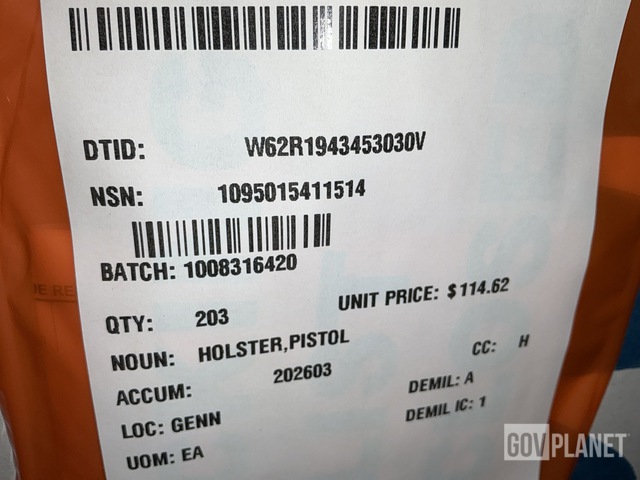 DTID: W62R1943453030V
NSN: 1095015411514
BATCH: 1008316420
QTY: 203 UNIT PRICE: $114.62
NOUN: HOLSTER,PISTOL
CC: H
ACCUM: 202603
DEMIL: A
LOC: GENN
DEMIL IC: 1
UOM: EA
GOVPLANET